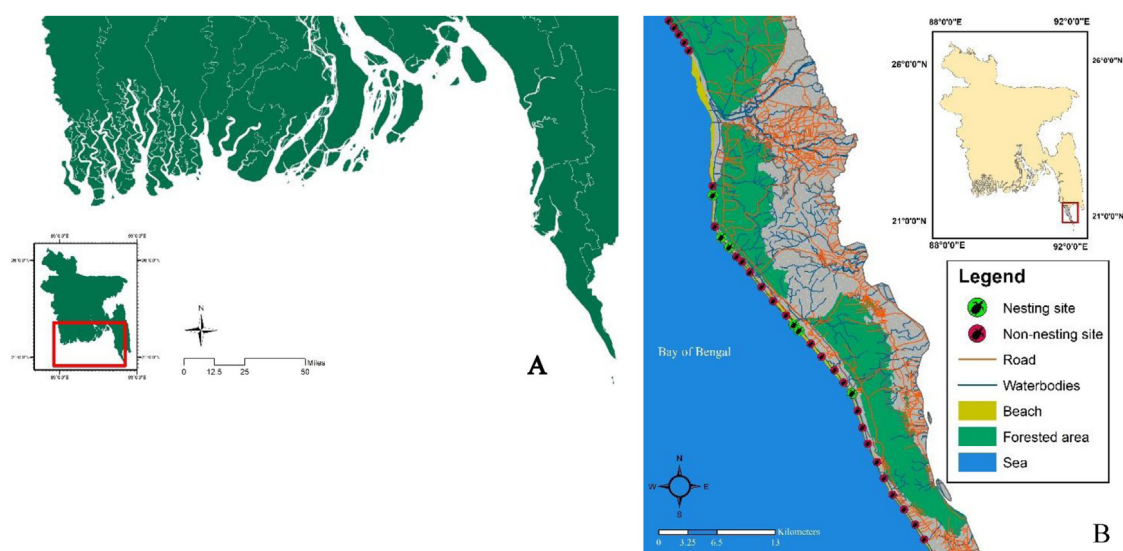 N
Miles
0 12.5 25 50
A
88°0'0"E 92°0'0"E
26°0'0"N 26°0'0"N
21°0'0"N 21°0'0"N
88°0'0"E 92°0'0"E
Legend
Nesting site
Non-nesting site
Road
Waterbodies
Beach
Forested area
Sea
Bay of Bengal
N
W E
S
Kilometers
0 3.25 6.5 13
B